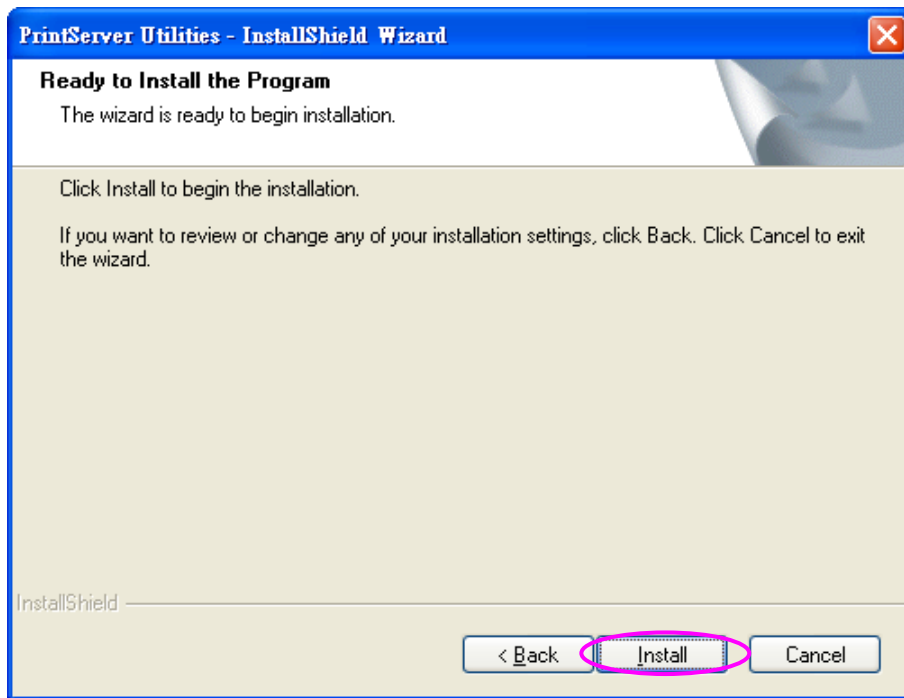 PrintServer Utilities - InstallShield Wizard
Ready to Install the Program
The wizard is ready to begin installation.
Click Install to begin the installation.
If you want to review or change any of your installation settings, click Back. Click Cancel to exit
the wizard.
InstallShield
< Back Install Cancel